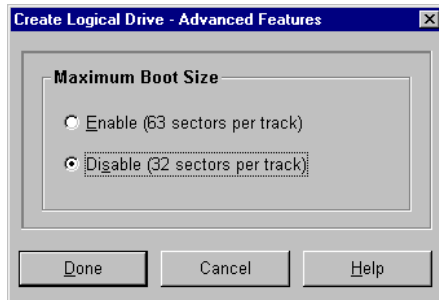 Create Logical Drive - Advanced Features
Maximum Boot Size
Enable (63 sectors per track)
Disable (32 sectors per track)
Done Cancel Help